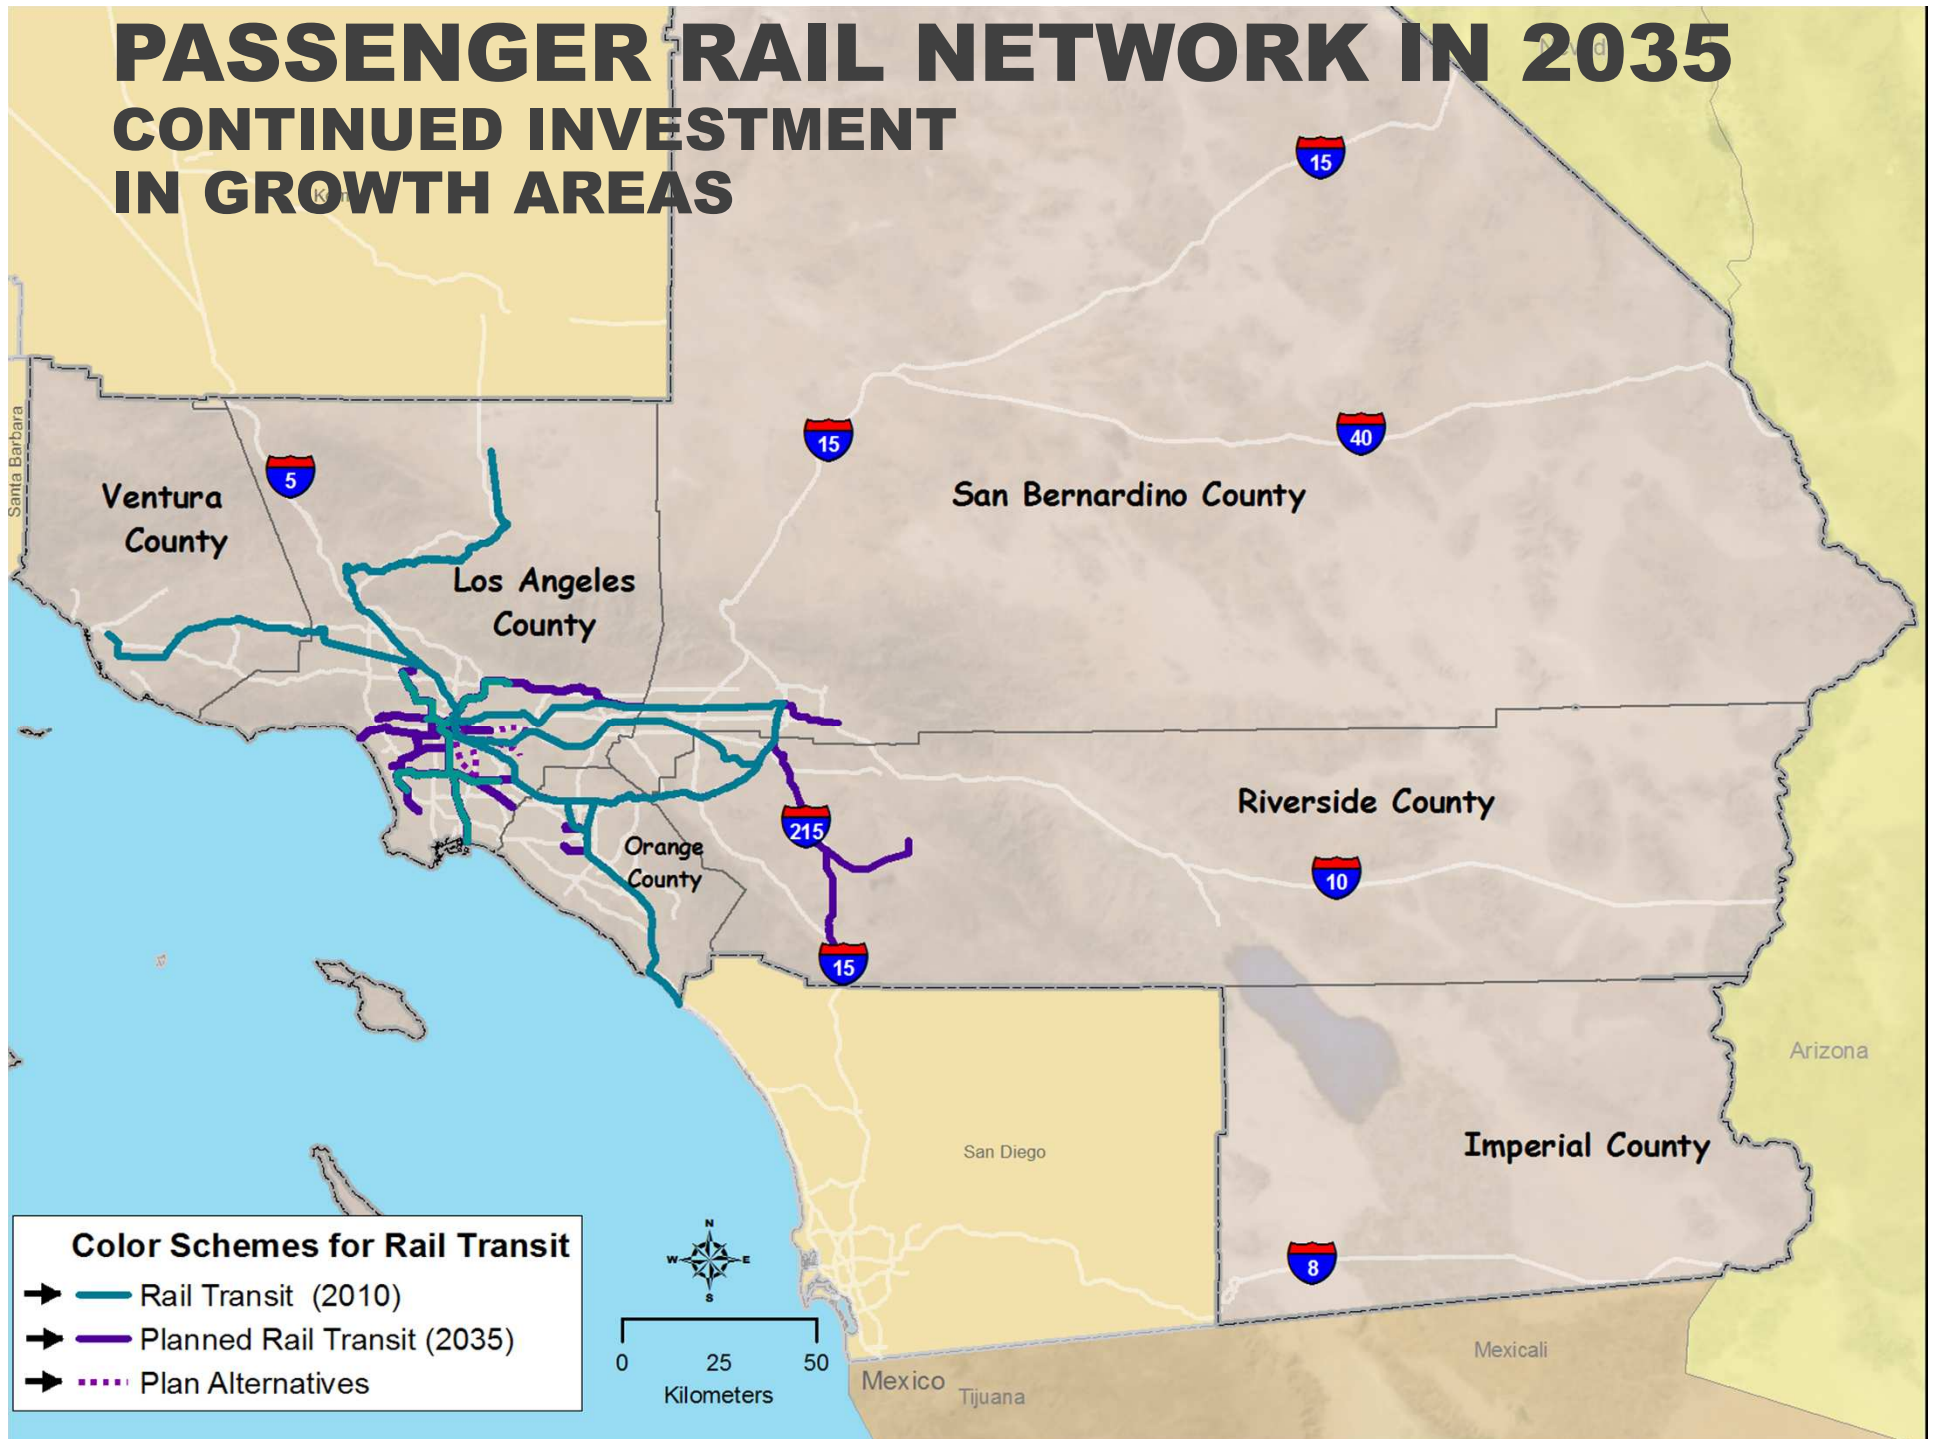 PASSENGER RAIL NETWORK IN 2035
CONTINUED INVESTMENT
IN GROWTH AREAS
Nevada
Kern
15
15
40
5
Santa Barbara
Ventura
County
San Bernardino County
Los Angeles
County
Riverside County
215
Orange
County
10
15
Arizona
San Diego
Imperial County
8
Mexicali
Mexico
Tijuana
N
W
E
S
0
25
50
Kilometers
Color Schemes for Rail Transit
Rail Transit (2010)
Planned Rail Transit (2035)
Plan Alternatives